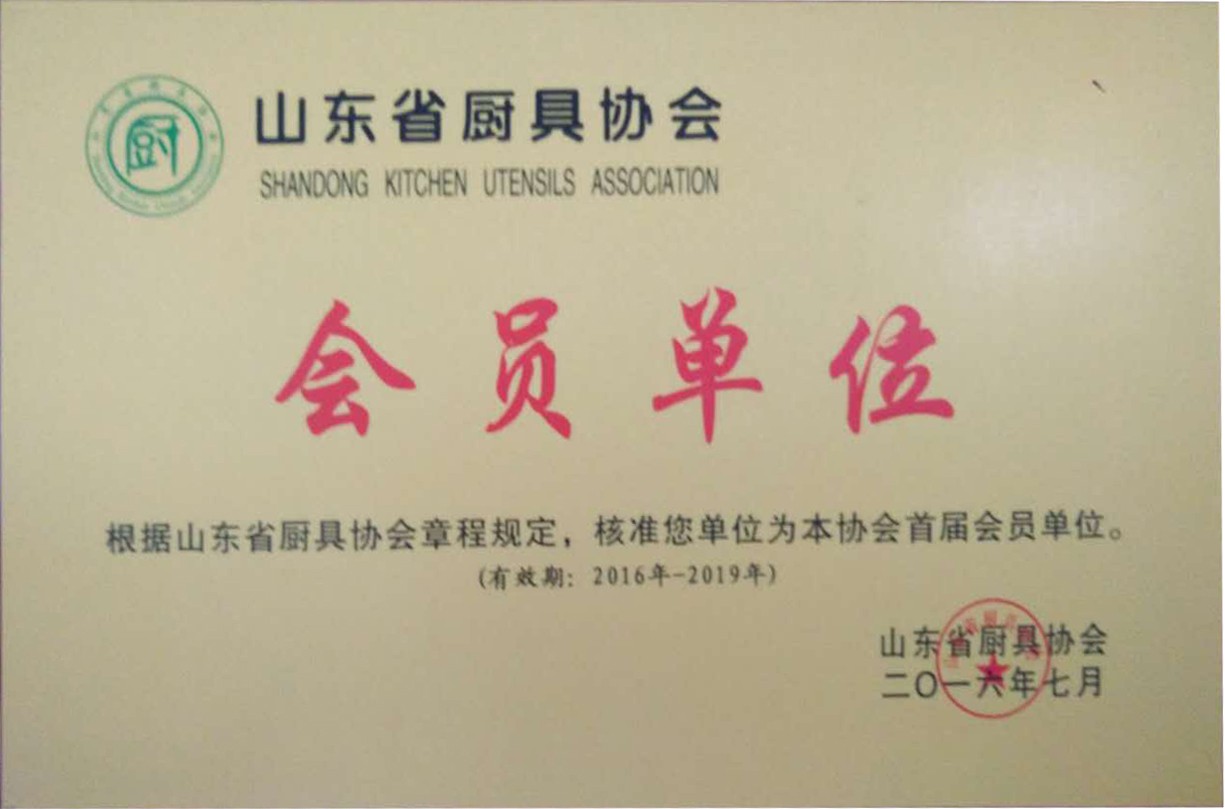 厨
山东省厨具协会
SHANDONG KITCHEN UTENSILS ASSOCIATION
会员单位
根据山东省厨具协会章程规定，核准您单位为本协会首届会员单位。
(有效期：2016年-2019年)
山东省厨具协会
二〇一六年七月